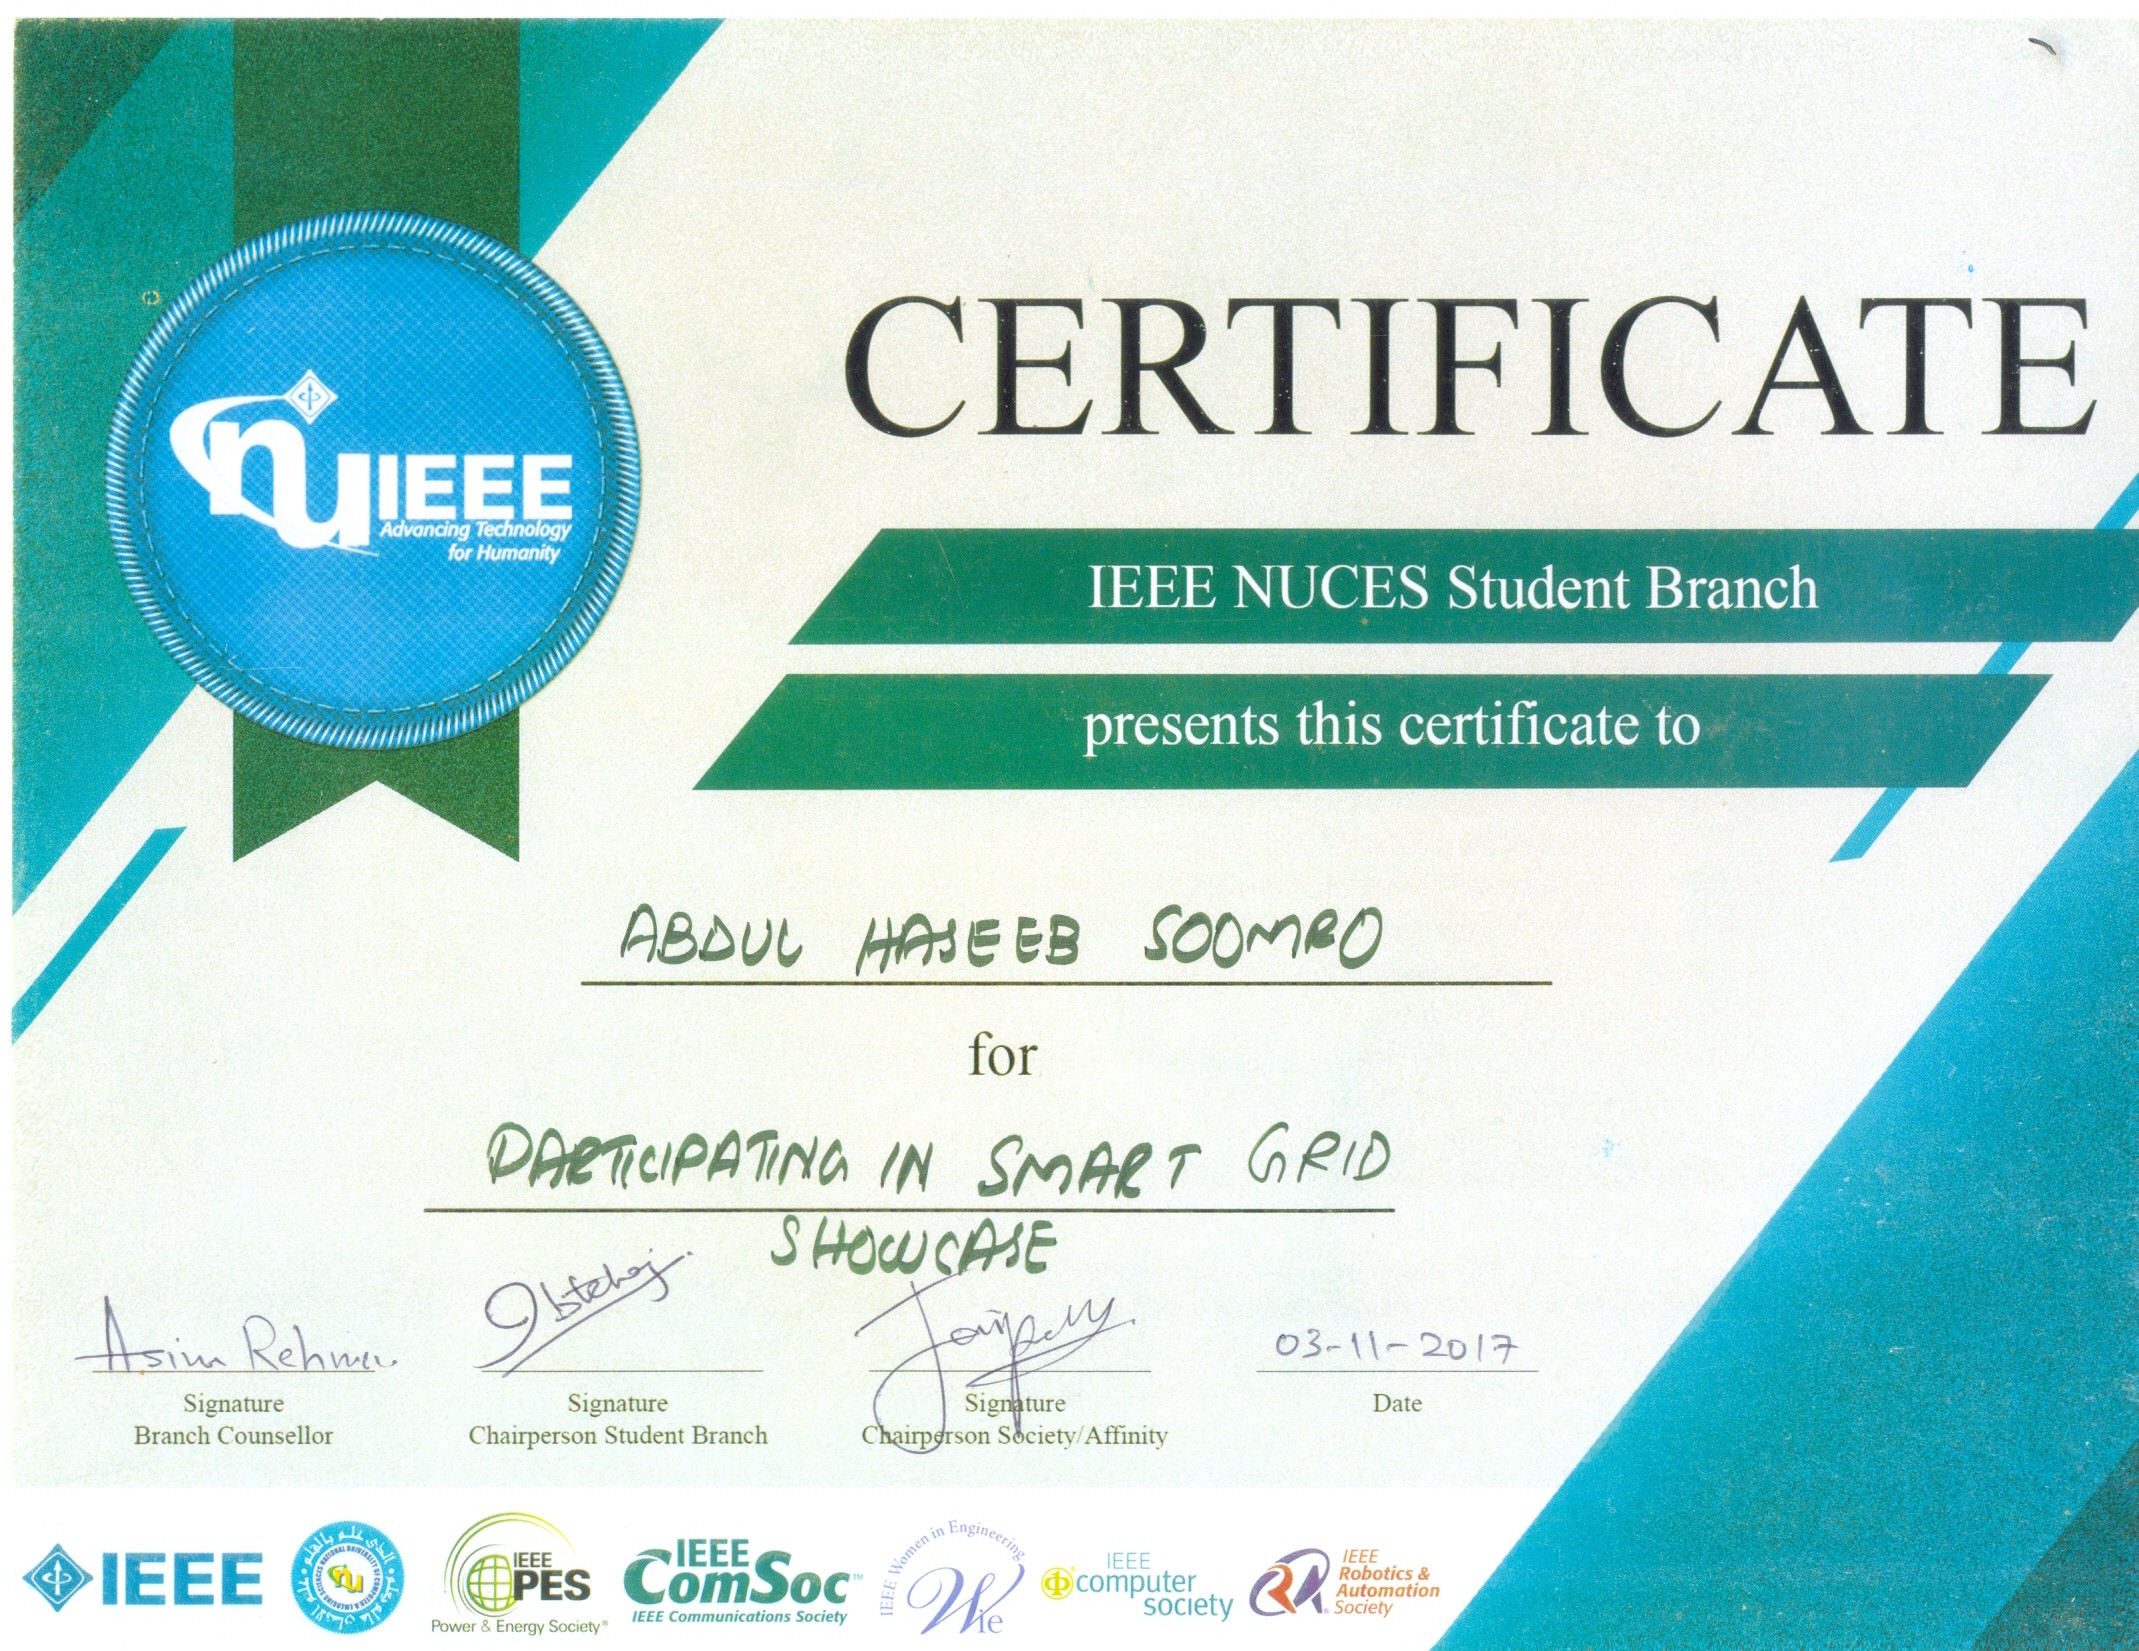 CERTIFICATE
nu IEEE
Advancing Technology
for Humanity
IEEE NUCES Student Branch
presents this certificate to
ABDUL HASEEB SOOMRO
for
PARTICIPATING IN SMART GRID
SHOWCASE
Asim Rehman
03-11-2017
Signature
Branch Counsellor
Signature
Chairperson Student Branch
Signature
Chairperson Society/Affinity
Date
IEEE
nu
IEEE
PES
Power & Energy Society®
IEEE
ComSoc™
IEEE Communications Society
IEEE Women in Engineering
Wie
IEEE
computer
society
IEEE
Robotics &
Automation
Society